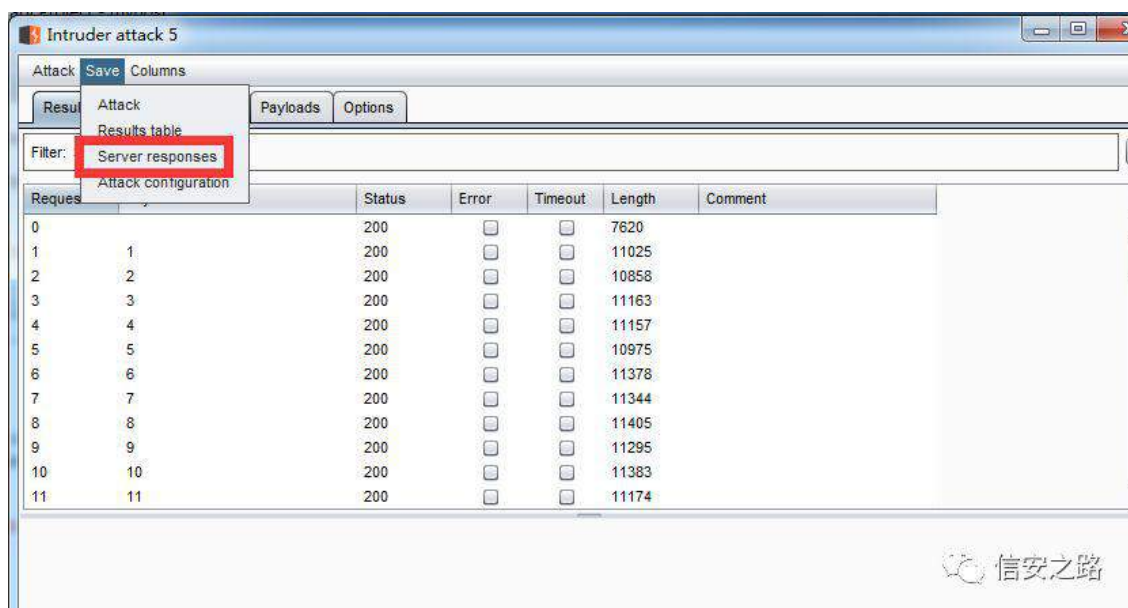 Intruder attack 5
Attack Save Columns
Attack
Results table
Server responses
Attack configuration
Resul Payloads Options
Filter:
Reques Status Error Timeout Length Comment
0 200 7620
1 1 200 11025
2 2 200 10858
3 3 200 11163
4 4 200 11157
5 5 200 10975
6 6 200 11378
7 7 200 11344
8 8 200 11405
9 9 200 11295
10 10 200 11383
11 11 200 11174
信安之路